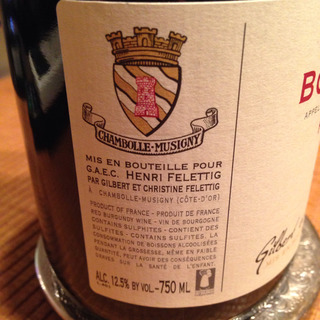 CHAMBOLLE-MUSIGNY
MIS EN BOUTEILLE POUR
G.A.E.C. HENRI FELETTIG
PAR GILBERT ET CHRISTINE FELETTIG
À CHAMBOLLE-MUSIGNY (CÔTE-D'OR)
PRODUCT OF FRANCE - PRODUIT DE FRANCE
RED BURGUNDY WINE - VIN DE BOURGOGNE
CONTAINS SULPHITES - CONTIENT DES
SULFITES - CONTAINS SULFITES. LA
CONSOMMATION DE BOISSONS ALCOOLISÉES
PENDANT LA GROSSESSE, MÊME EN FAIBLE
QUANTITÉ, PEUT AVOIR DES CONSÉQUENCES
GRAVES SUR LA SANTÉ DE L'ENFANT.
ALC. 12.5% BY VOL. - 750 ML
BO
APPE
Gilbert